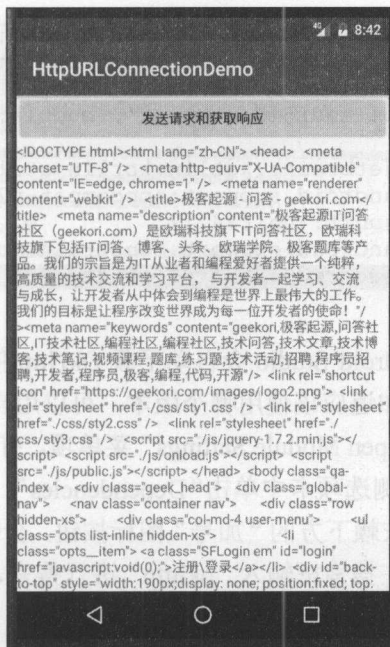 4G 8:42
HttpURLConnectionDemo
发送请求和获取响应
<!DOCTYPE html><html lang="zh-CN"> <head>   <meta
charset="UTF-8" />   <meta http-equiv="X-UA-Compatible"
content="IE=edge, chrome=1" />   <meta name="renderer"
content="webkit" />   <title>极客起源 - 问答 - geekori.com</
title>   <meta name="description" content="极客起源IT问答
社区（geekori.com）是欧瑞科技旗下IT问答社区，欧瑞科
技旗下包括IT问答、博客、头条、欧瑞学院、极客题库等产
品。我们的宗旨是为IT从业者和编程爱好者提供一个纯粹，
高质量的技术交流和学习平台， 与开发者一起学习、交流
与成长，让开发者从中体会到编程是世界上最伟大的工作。
我们的目标是让程序改变世界成为每一位开发者的使命！"/
><meta name="keywords" content="geekori,极客起源,问答社
区,IT技术社区,编程社区,编程社区,技术问答,技术文章,技术博
客,技术笔记,视频课程,题库,练习题,技术活动,招聘,程序员招
聘,开发者,程序员,极客,编程,代码,开源"/>  <link rel="shortcut
icon" href="https://geekori.com/images/logo2.png">  <link
rel="stylesheet" href="./css/sty1.css">  <link rel="stylesheet"
href="./css/sty2.css">   <link rel="stylesheet" href="./
css/sty3.css">   <script src="./js/jquery-1.7.2.min.js"></
script>  <script src="./js/onload.js"></script>  <script
src="./js/public.js"></script> </head>  <body class="qa-
index ">  <div class="geek_head">  <div class="global-
nav">     <nav class="container nav">     <div class="row
hidden-xs">       <div class="col-md-4 user-menu">       <ul
class="opts list-inline hidden-xs">              <li
class="opts__item"> <a class="SFLogin em" id="login"
href="javascript:void(0);">注册\登录</a></li>  <div id="back-
to-top" style="width:190px;display: none; position:fixed; top: